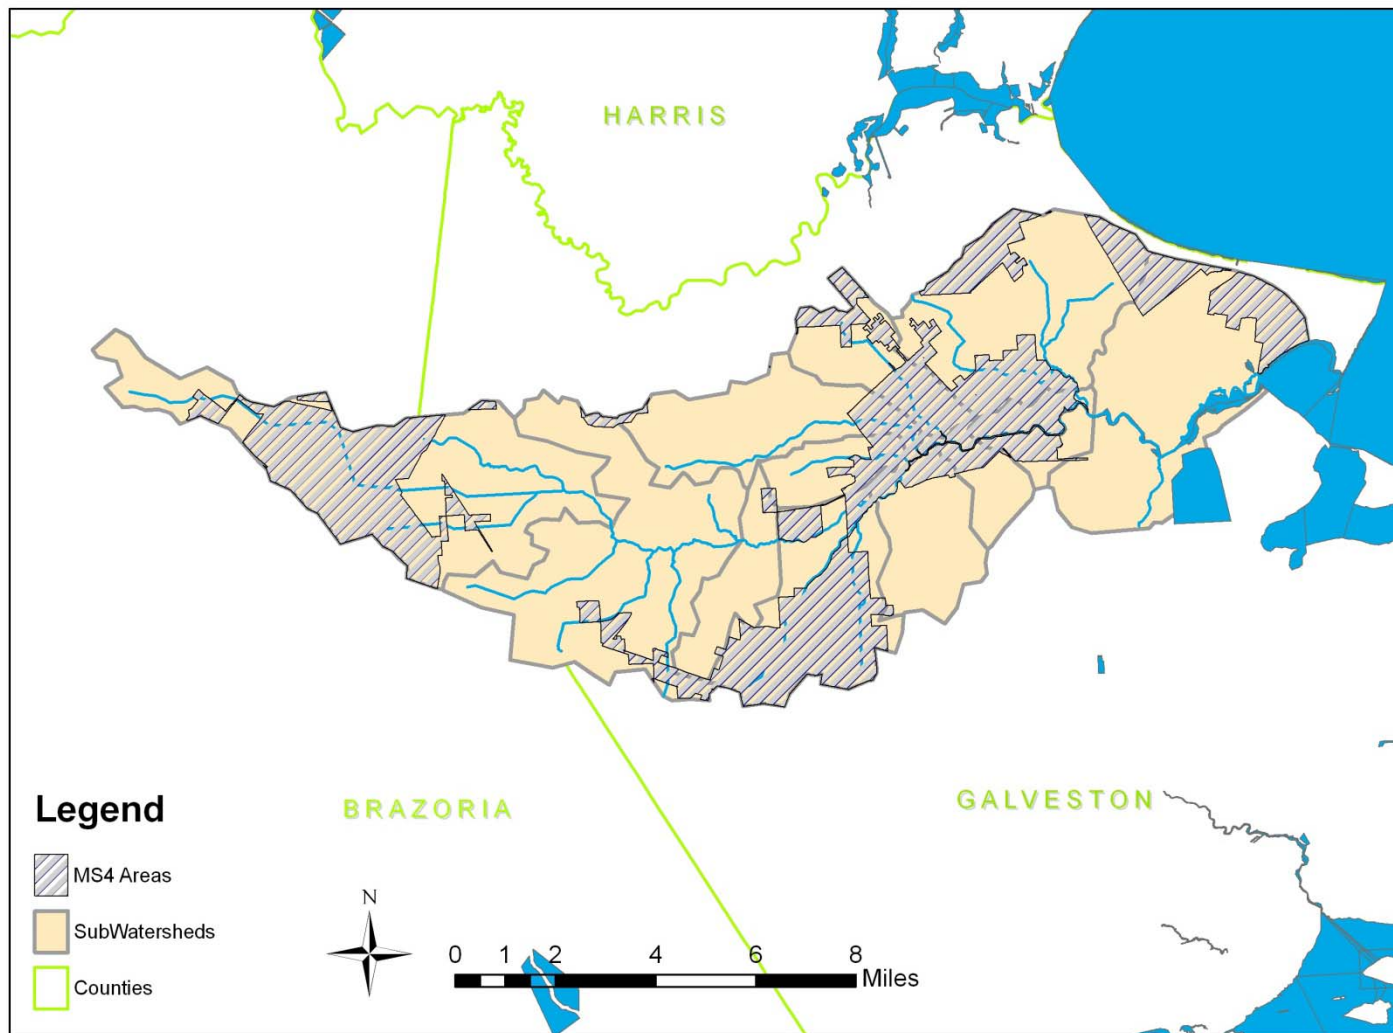 HARRIS
Legend
BRAZORIA
GALVESTON
MS4 Areas
SubWatersheds
Counties
N
0 1 2 4 6 8
Miles